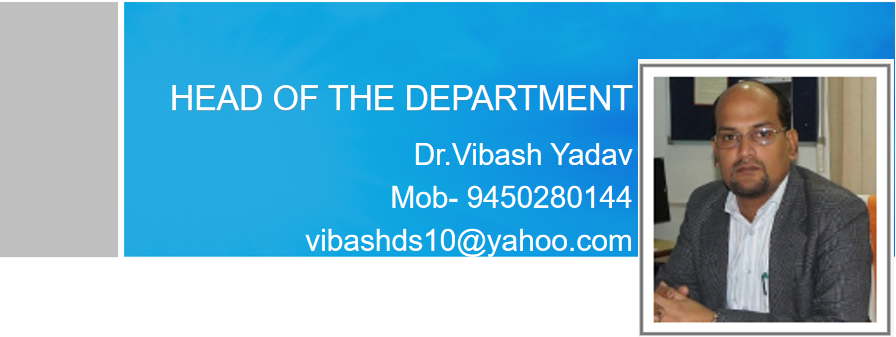 HEAD OF THE DEPARTMENT
Dr.Vibash Yadav
Mob- 9450280144
vibashds10@yahoo.com